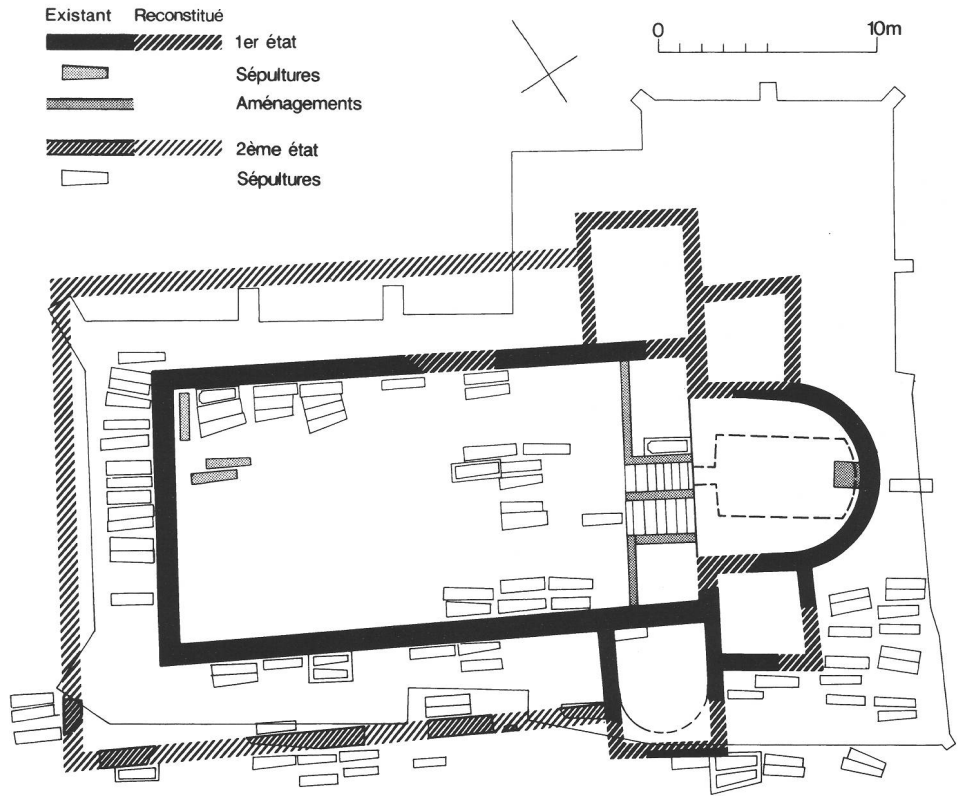 Existant Reconstitué
1er état
Sépultures
Aménagements
2ème état
Sépultures
0 10m